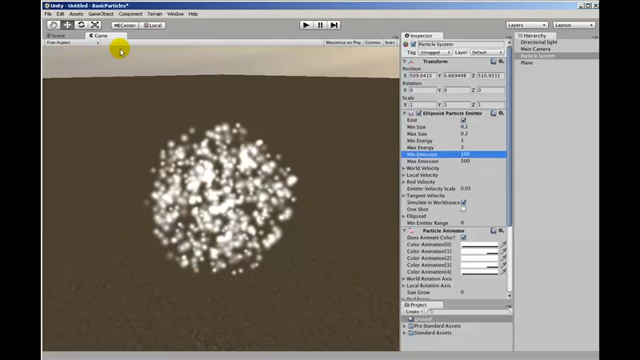 Unity - Untitled - BasicParticles*
File Edit Assets GameObject Component Terrain Window Help
Center Local Layers Layout
Scene Game
Free Aspect Maximize on Play Gizmos Stats
Inspector
Particle System
Tag Untagged Layer Default
Transform
Position
X 509.0415 Y 6.669498 Z 510.9331
Rotation
X 0 Y 0 Z 0
Scale
X 1 Y 1 Z 1
Ellipsoid Particle Emitter
Emit
Min Size 0.1
Max Size 0.2
Min Energy 1
Max Energy 3
Min Emission 100
Max Emission 500
World Velocity
Local Velocity
Rnd Velocity
Emitter Velocity Scale 0.05
Tangent Velocity
Simulate in Worldspace
One Shot
Ellipsoid
Min Emitter Range 0
Particle Animator
Does Animate Color?
Color Animation[0]
Color Animation[1]
Color Animation[2]
Color Animation[3]
Color Animation[4]
World Rotation Axis
Local Rotation Axis
Size Grow 0
Project
Create
Pro Standard Assets
Standard Assets
Hierarchy
Create
Directional light
Main Camera
Particle System
Plane